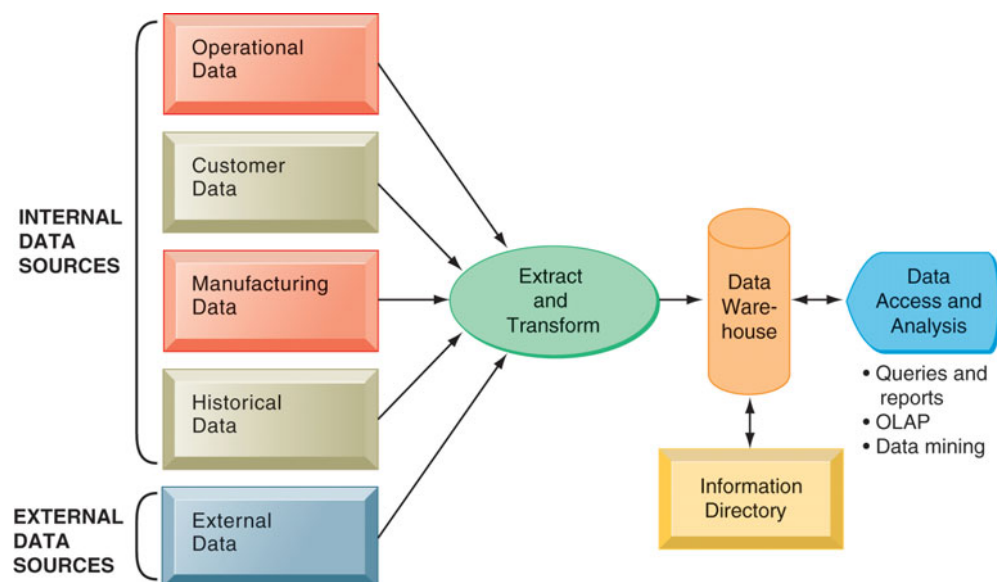 INTERNAL
DATA
SOURCES
Operational
Data
Customer
Data
Manufacturing
Data
Historical
Data
EXTERNAL
DATA
SOURCES
External
Data
Extract
and
Transform
Data
Ware-
house
Information
Directory
Data
Access and
Analysis
• Queries and
reports
• OLAP
• Data mining